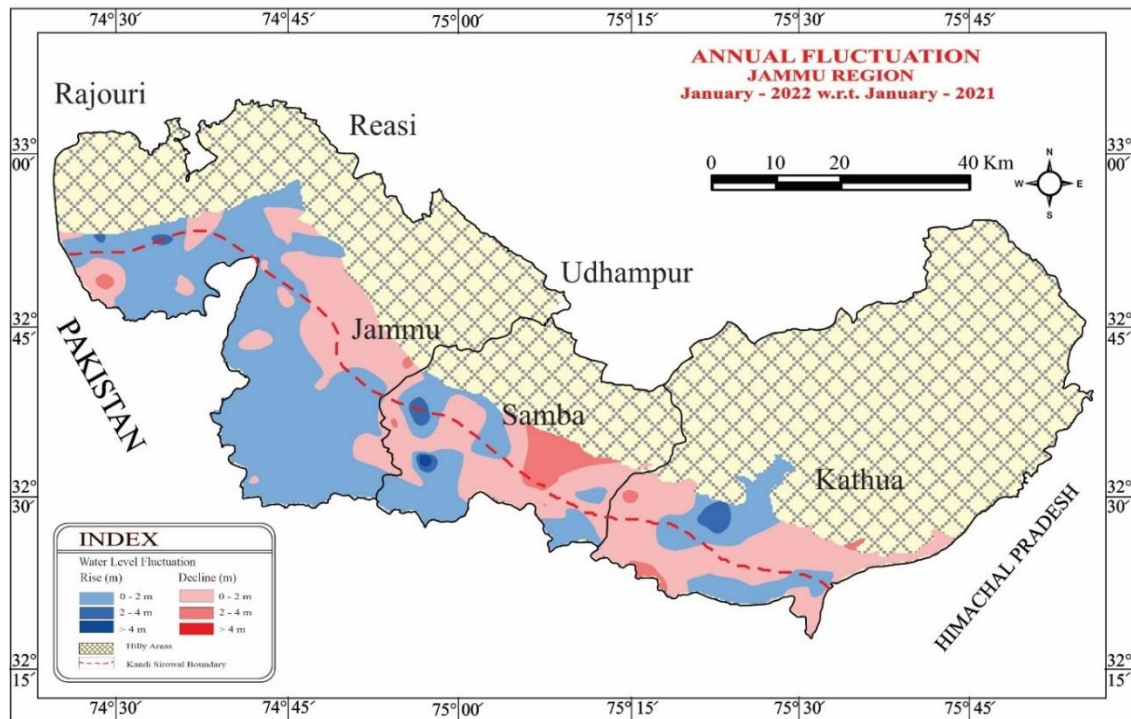 74°30´ 74°45´ 75°00´ 75°15´ 75°30´ 75°45´
ANNUAL FLUCTUATION
JAMMU REGION
January - 2022 w.r.t. January - 2021
Rajouri
Reasi
33°
00´
33°
00´
0 10 20 40 Km
N
W E
S
Udhampur
32°
45´
32°
45´
Jammu
PAKISTAN
Samba
Kathua
32°
30´
32°
30´
HIMACHAL PRADESH
INDEX
Water Level Fluctuation
Rise (m) Decline (m)
0 - 2 m 0 - 2 m
2 - 4 m 2 - 4 m
> 4 m > 4 m
Hilly Areas
Kandi Sirowal Boundary
32°
15´
32°
15´
74°30´ 74°45´ 75°00´ 75°15´ 75°30´ 75°45´